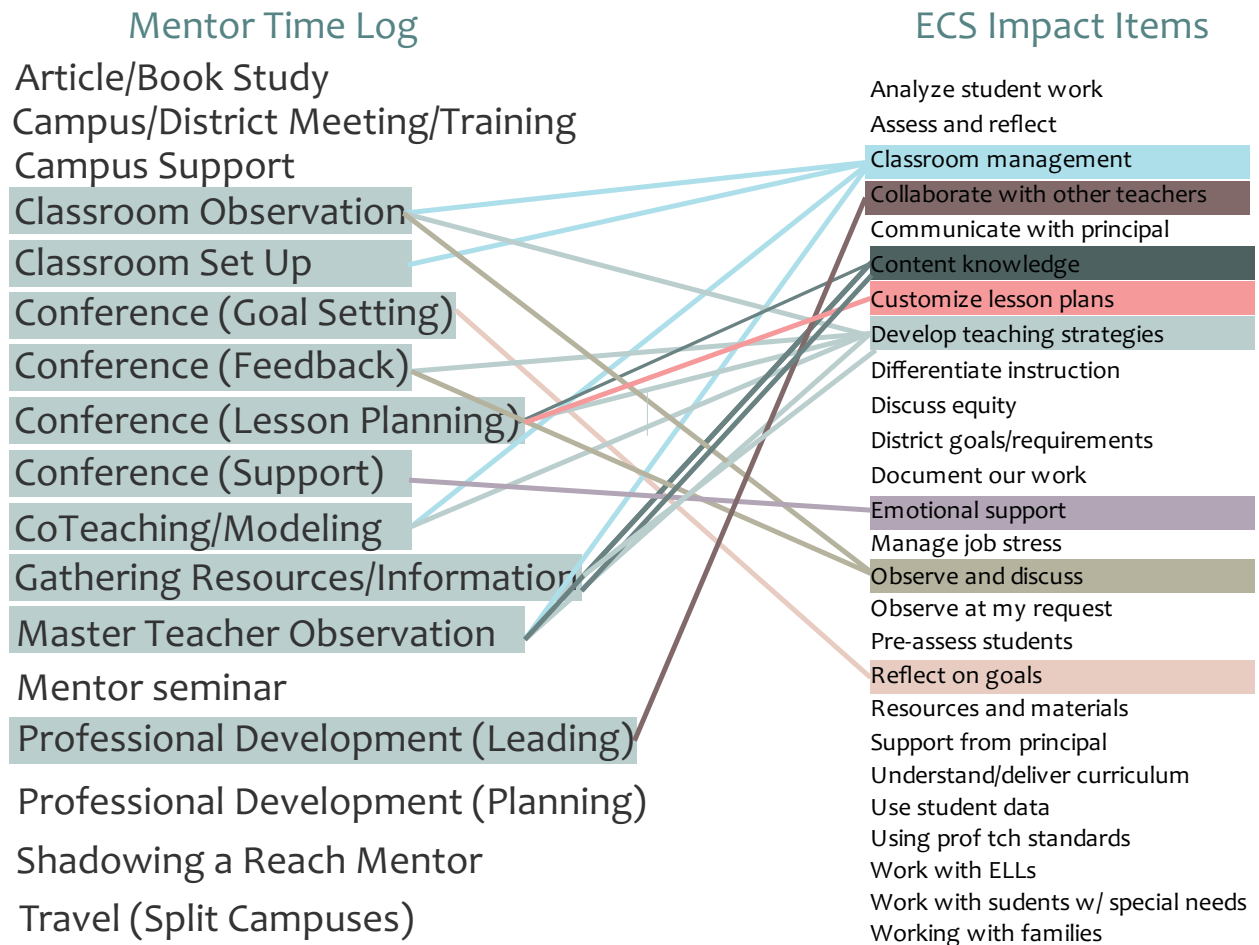 Mentor Time Log
Article/Book Study
Campus/District Meeting/Training
Campus Support
Classroom Observation
Classroom Set Up
Conference (Goal Setting)
Conference (Feedback)
Conference (Lesson Planning)
Conference (Support)
CoTeaching/Modeling
Gathering Resources/Information
Master Teacher Observation
Mentor seminar
Professional Development (Leading)
Professional Development (Planning)
Shadowing a Reach Mentor
Travel (Split Campuses)
ECS Impact Items
Analyze student work
Assess and reflect
Classroom management
Collaborate with other teachers
Communicate with principal
Content knowledge
Customize lesson plans
Develop teaching strategies
Differentiate instruction
Discuss equity
District goals/requirements
Document our work
Emotional support
Manage job stress
Observe and discuss
Observe at my request
Pre-assess students
Reflect on goals
Resources and materials
Support from principal
Understand/deliver curriculum
Use student data
Using prof tch standards
Work with ELLs
Work with sudents w/ special needs
Working with families